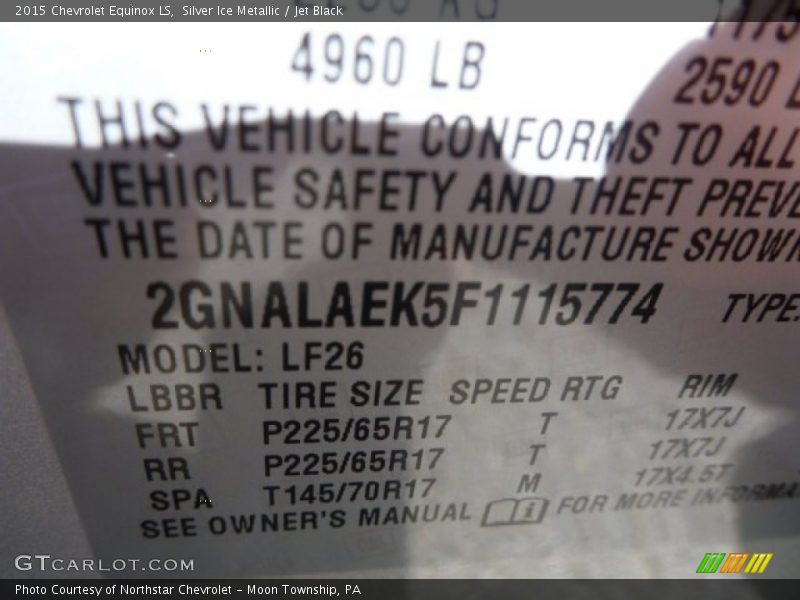 2015 Chevrolet Equinox LS,  Silver Ice Metallic / Jet Black
4960 LB
2590
THIS VEHICLE CONFORMS TO ALL
VEHICLE SAFETY AND THEFT PREVE
THE DATE OF MANUFACTURE SHOWN
2GNALAEK5F1115774 TYPE:
MODEL: LF26
LBBR TIRE SIZE SPEED RTG RIM
FRT P225/65R17 T 17X7J
RR P225/65R17 T 17X7J
SPA T145/70R17 M 17X4.5T
SEE OWNER'S MANUAL FOR MORE INFORMA
GTCARLOT.COM
Photo Courtesy of Northstar Chevrolet – Moon Township, PA